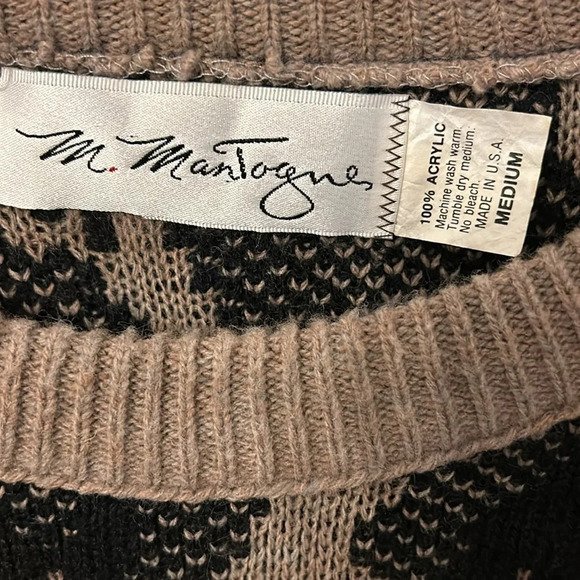 M. Mantogne
100% ACRYLIC
Machine wash warm.
Tumble dry medium.
No bleach.
MADE IN U.S.A.
MEDIUM